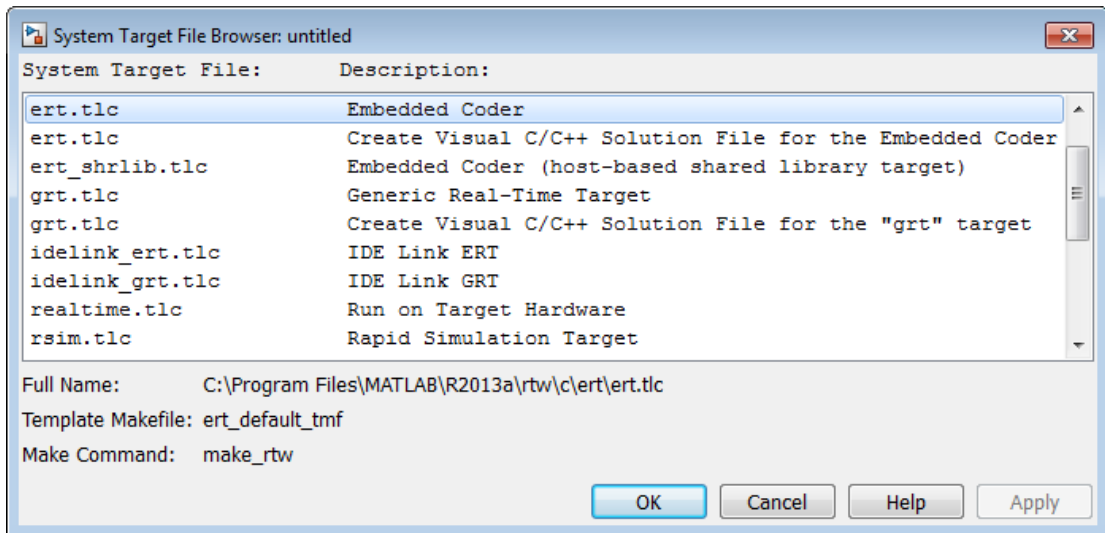 System Target File Browser: untitled
System Target File: Description:
ert.tlc Embedded Coder
ert.tlc Create Visual C/C++ Solution File for the Embedded Coder
ert_shrlib.tlc Embedded Coder (host-based shared library target)
grt.tlc Generic Real-Time Target
grt.tlc Create Visual C/C++ Solution File for the "grt" target
idelink_ert.tlc IDE Link ERT
idelink_grt.tlc IDE Link GRT
realtime.tlc Run on Target Hardware
rsim.tlc Rapid Simulation Target
Full Name: C:\Program Files\MATLAB\R2013a\rtw\c\ert\ert.tlc
Template Makefile: ert_default_tmf
Make Command: make_rtw
OK Cancel Help Apply